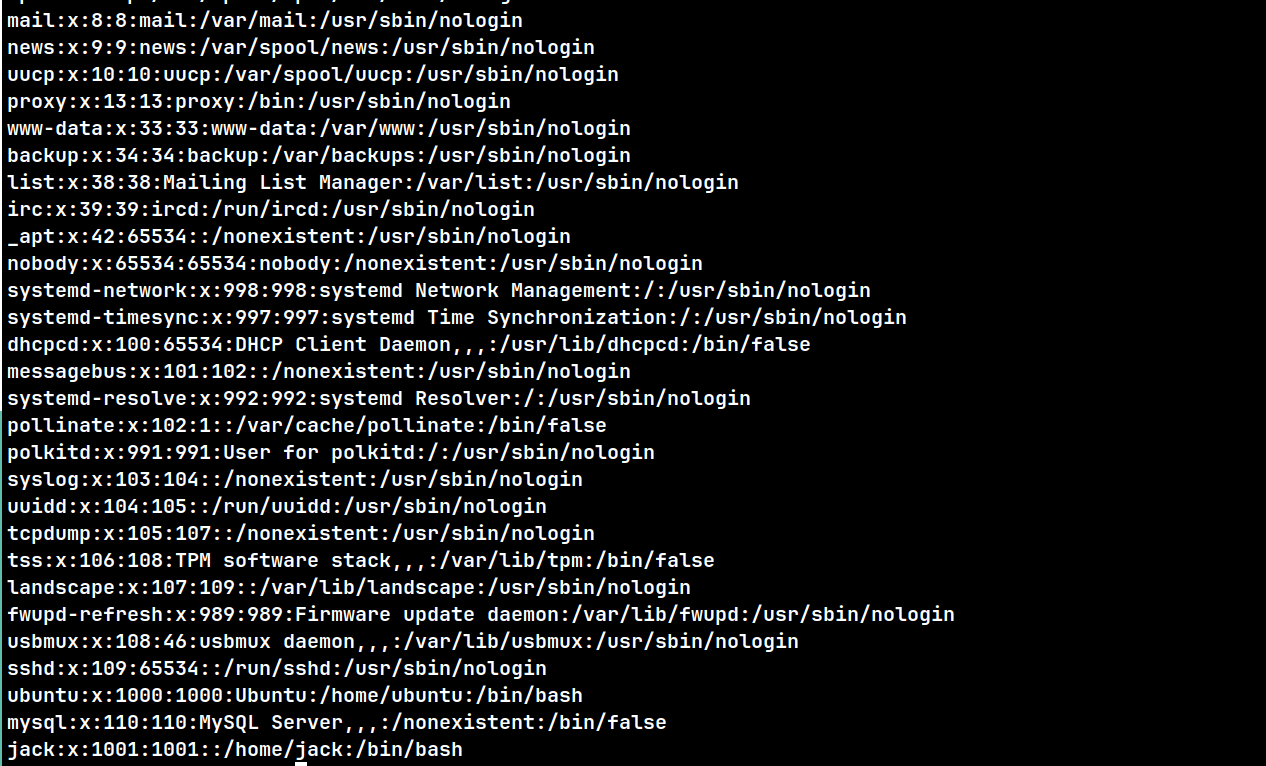 mail:x:8:8:mail:/var/mail:/usr/sbin/nologin
news:x:9:9:news:/var/spool/news:/usr/sbin/nologin
uucp:x:10:10:uucp:/var/spool/uucp:/usr/sbin/nologin
proxy:x:13:13:proxy:/bin:/usr/sbin/nologin
www-data:x:33:33:www-data:/var/www:/usr/sbin/nologin
backup:x:34:34:backup:/var/backups:/usr/sbin/nologin
list:x:38:38:Mailing List Manager:/var/list:/usr/sbin/nologin
irc:x:39:39:ircd:/run/ircd:/usr/sbin/nologin
_apt:x:42:65534::/nonexistent:/usr/sbin/nologin
nobody:x:65534:65534:nobody:/nonexistent:/usr/sbin/nologin
systemd-network:x:998:998:systemd Network Management:/:/usr/sbin/nologin
systemd-timesync:x:997:997:systemd Time Synchronization:/:/usr/sbin/nologin
dhcpcd:x:100:65534:DHCP Client Daemon,,,:/usr/lib/dhcpcd:/bin/false
messagebus:x:101:102::/nonexistent:/usr/sbin/nologin
systemd-resolve:x:992:992:systemd Resolver:/:/usr/sbin/nologin
pollinate:x:102:1::/var/cache/pollinate:/bin/false
polkitd:x:991:991:User for polkitd:/:/usr/sbin/nologin
syslog:x:103:104::/nonexistent:/usr/sbin/nologin
uuidd:x:104:105::/run/uuidd:/usr/sbin/nologin
tcpdump:x:105:107::/nonexistent:/usr/sbin/nologin
tss:x:106:108:TPM software stack,,,:/var/lib/tpm:/bin/false
landscape:x:107:109::/var/lib/landscape:/usr/sbin/nologin
fwupd-refresh:x:989:989:Firmware update daemon:/var/lib/fwupd:/usr/sbin/nologin
usbmux:x:108:46:usbmux daemon,,,:/var/lib/usbmux:/usr/sbin/nologin
sshd:x:109:65534::/run/sshd:/usr/sbin/nologin
ubuntu:x:1000:1000:Ubuntu:/home/ubuntu:/bin/bash
mysql:x:110:110:MySQL Server,,,:/nonexistent:/bin/false
jack:x:1001:1001::/home/jack:/bin/bash